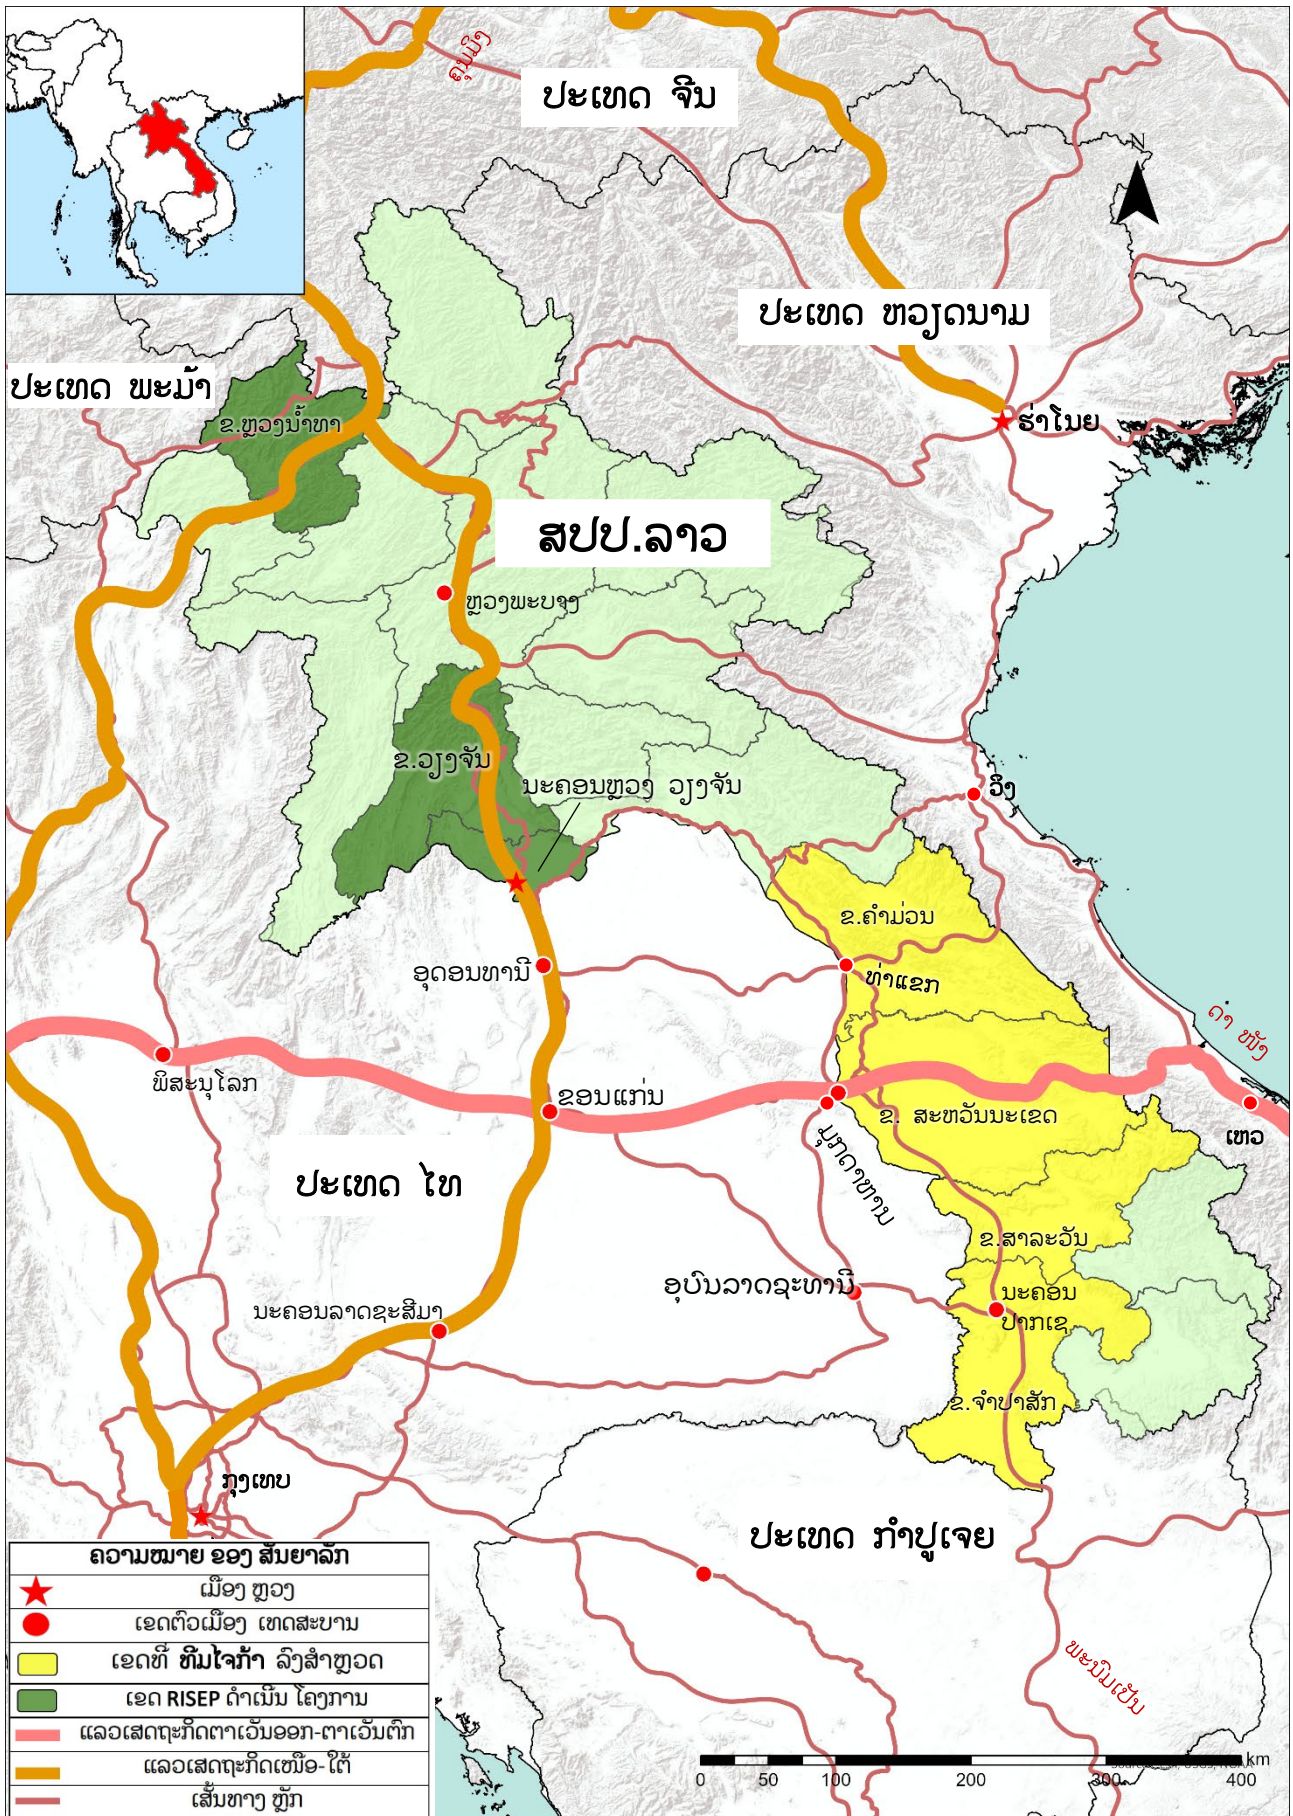 ຄຸນມິງ
ປະເທດ ຈີນ
N
ປະເທດ ຫວຽດນາມ
ປະເທດ ພະມ້າ
ຂ.ຫຼວງນ້ຳທາ
ຮ່າໂນຍ
ສປປ.ລາວ
ຫຼວງພະບາງ
ຂ.ວຽງຈັນ
ນະຄອນຫຼວງ ວຽງຈັນ
ວິງ
ຂ.ຄຳມ່ວນ
ອຸດອນທານີ
ທ່າແຂກ
ດ່າ ໜັງ
ພິສະນຸໂລກ
ຂອນແກ່ນ
ຂ. ສະຫວັນນະເຂດ
ເຫວ
ມຸກດາຫານ
ປະເທດ ໄທ
ຂ.ສາລະວັນ
ອຸບົນລາດຊະທານີ
ນະຄອນ
ປາກເຊ
ນະຄອນລາດຊະສີມາ
ຂ.ຈຳປາສັກ
ກຸງເທບ
ປະເທດ ກຳປູເຈຍ
ພະນົມເປັນ
ຄວາມໝາຍ ຂອງ ສັນຍາລັກ
ເມືອງ ຫຼວງ
ເຂດຕົວເມືອງ ເທດສະບານ
ເຂດທີ່ ທີມໄຈກ້າ ລົງສຳຫຼວດ
ເຂດ RISEP ດຳເນີນ ໂຄງການ
ແລວເສດຖະກິດຕາເວັນອອກ-ຕາເວັນຕົກ
ແລວເສດຖະກິດເໜືອ-ໃຕ້
ເສັ້ນທາງ ຫຼັກ
km
0 50 100 200 300 400